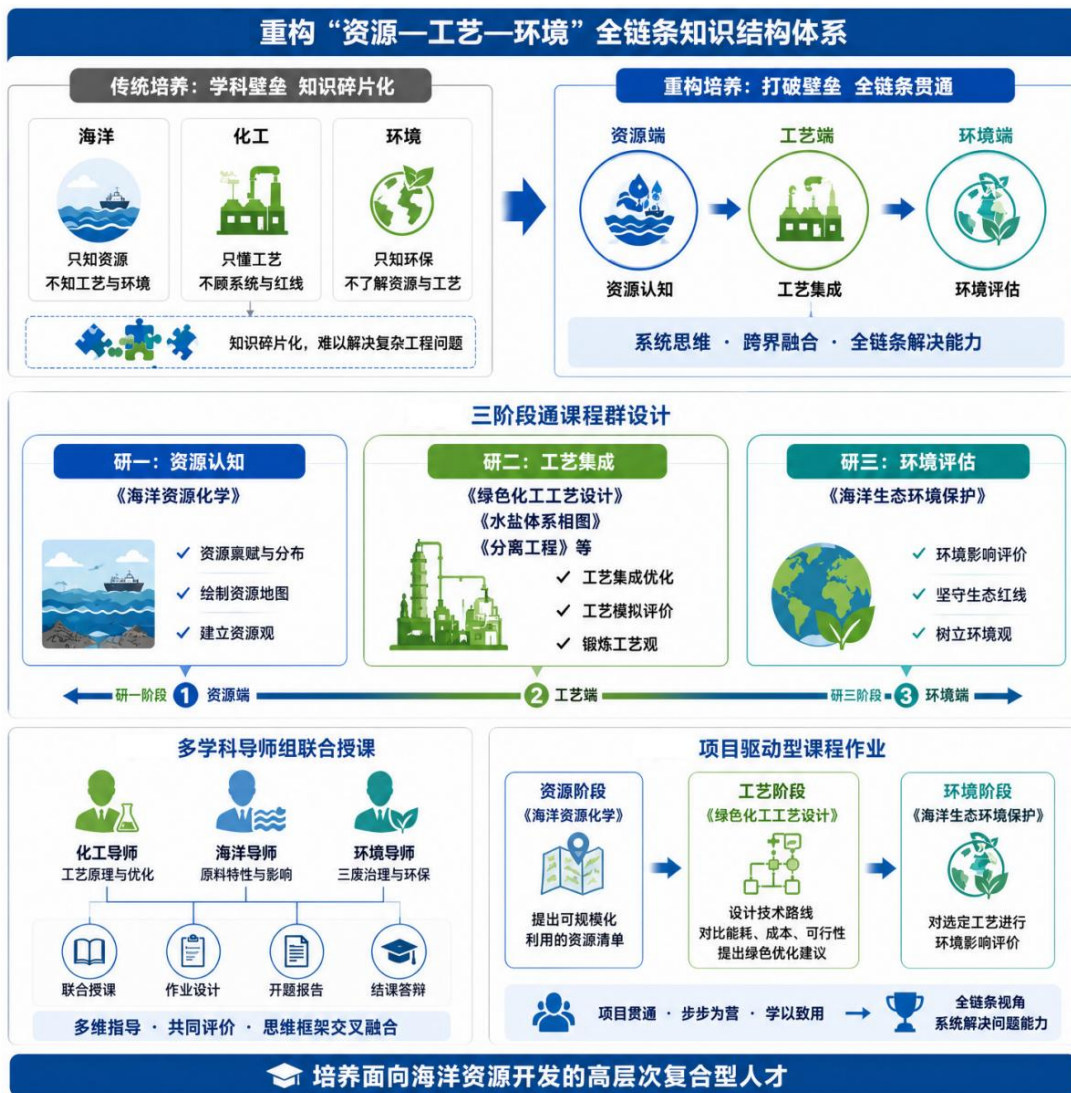 重构“资源—工艺—环境”全链条知识结构体系
传统培养：学科壁垒 知识碎片化
海洋
只知资源
不知工艺与环境
化工
只懂工艺
不顾系统与红线
环境
只知环保
不了解资源与工艺
知识碎片化，难以解决复杂工程问题
重构培养：打破壁垒 全链条贯通
资源端
工艺端
环境端
资源认知
工艺集成
环境评估
系统思维 · 跨界融合 · 全链条解决能力
三阶段通课程群设计
研一：资源认知
《海洋资源化学》
资源禀赋与分布
绘制资源地图
建立资源观
研二：工艺集成
《绿色化工工艺设计》
《水盐体系相图》
《分离工程》等
工艺集成优化
工艺模拟评价
锻炼工艺观
研三：环境评估
《海洋生态环境保护》
环境影响评价
坚守生态红线
树立环境观
研一阶段 1 资源端
2 工艺端
研三阶段 3 环境端
多学科导师组联合授课
化工导师
工艺原理与优化
海洋导师
原料特性与影响
环境导师
三废治理与环保
联合授课
作业设计
开题报告
结课答辩
多维指导 · 共同评价 · 思维框架交叉融合
项目驱动型课程作业
资源阶段
《海洋资源化学》
提出可规模化
利用的资源清单
工艺阶段
《绿色化工工艺设计》
设计技术路线
对比能耗、成本、可行性
提出绿色优化建议
环境阶段
《海洋生态环境保护》
对选定工艺进行
环境影响评价
项目贯通 · 步步为营 · 学以致用
全链条视角
系统解决问题能力
培养面向海洋资源开发的高层次复合型人才